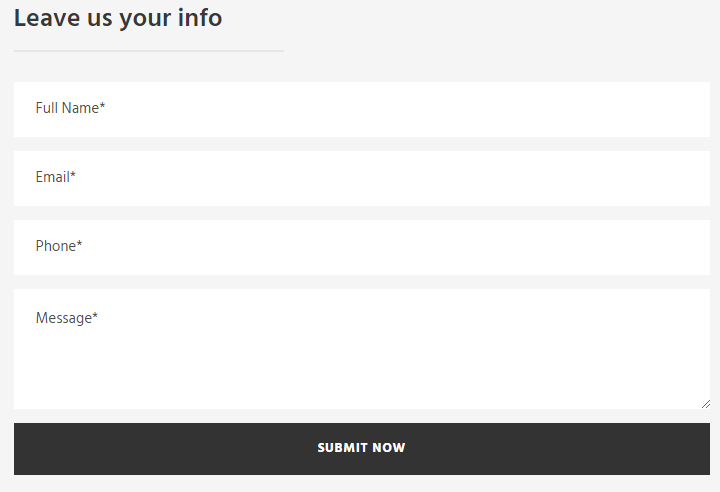 Leave us your info
Full Name*
Email*
Phone*
Message*
SUBMIT NOW